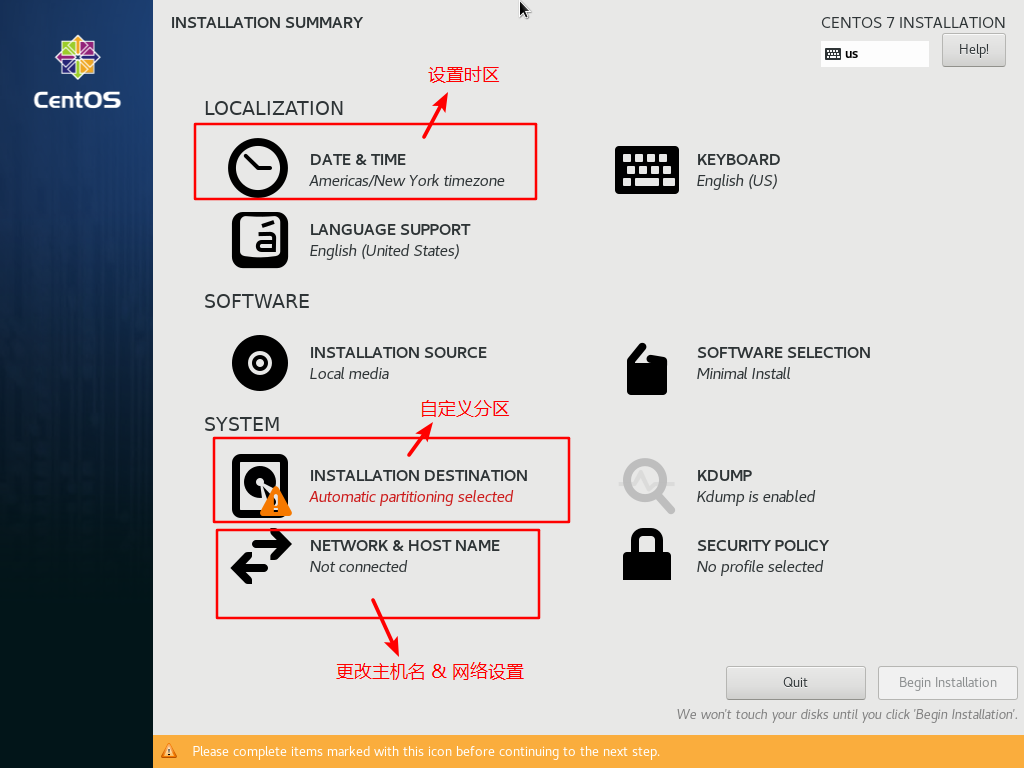 INSTALLATION SUMMARY
CENTOS 7 INSTALLATION
us
Help!
CentOS
设置时区
LOCALIZATION
DATE & TIME
Americas/New York timezone
KEYBOARD
English (US)
á
LANGUAGE SUPPORT
English (United States)
SOFTWARE
INSTALLATION SOURCE
Local media
SOFTWARE SELECTION
Minimal Install
自定义分区
SYSTEM
INSTALLATION DESTINATION
Automatic partitioning selected
KDUMP
Kdump is enabled
NETWORK & HOST NAME
Not connected
SECURITY POLICY
No profile selected
更改主机名 & 网络设置
Quit
Begin Installation
We won't touch your disks until you click 'Begin Installation'.
Please complete items marked with this icon before continuing to the next step.